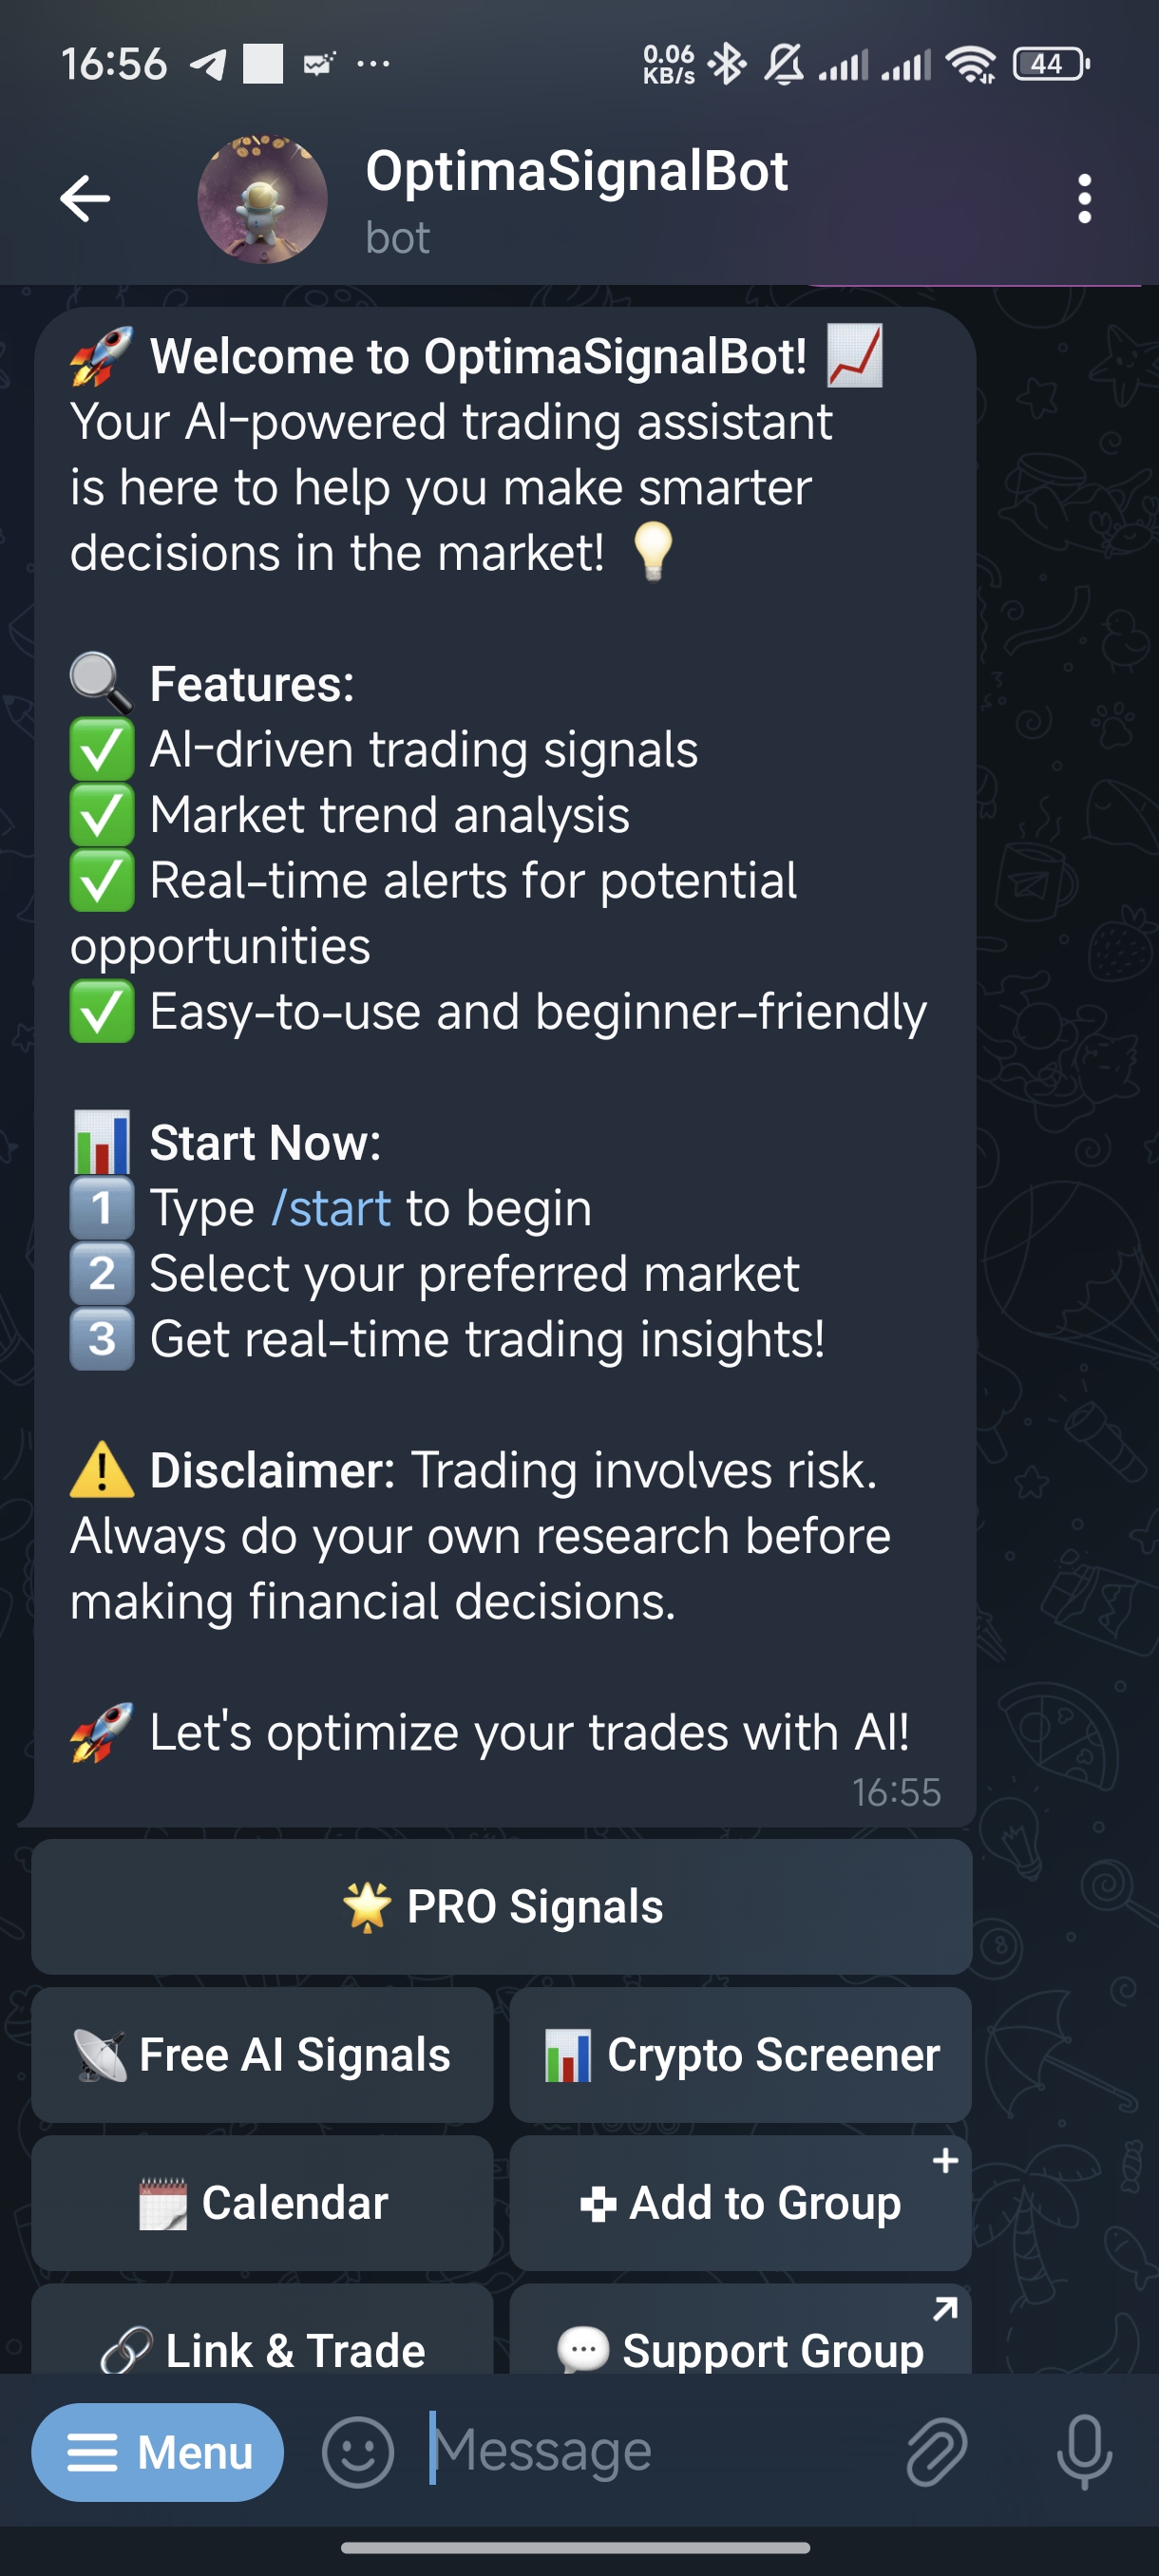 16:56
0.06
KB/s
44
OptimaSignalBot
bot
🚀 Welcome to OptimaSignalBot! 📈
Your AI-powered trading assistant
is here to help you make smarter
decisions in the market! 💡
🔍 Features:
✅ AI-driven trading signals
✅ Market trend analysis
✅ Real-time alerts for potential
opportunities
✅ Easy-to-use and beginner-friendly
📊 Start Now:
1️⃣ Type /start to begin
2️⃣ Select your preferred market
3️⃣ Get real-time trading insights!
⚠️ Disclaimer: Trading involves risk.
Always do your own research before
making financial decisions.
🚀 Let's optimize your trades with AI!
16:55
🌟 PRO Signals
📡 Free AI Signals
📊 Crypto Screener
🗓 Calendar
Add to Group
🔗 Link & Trade
💬 Support Group
Menu
Message